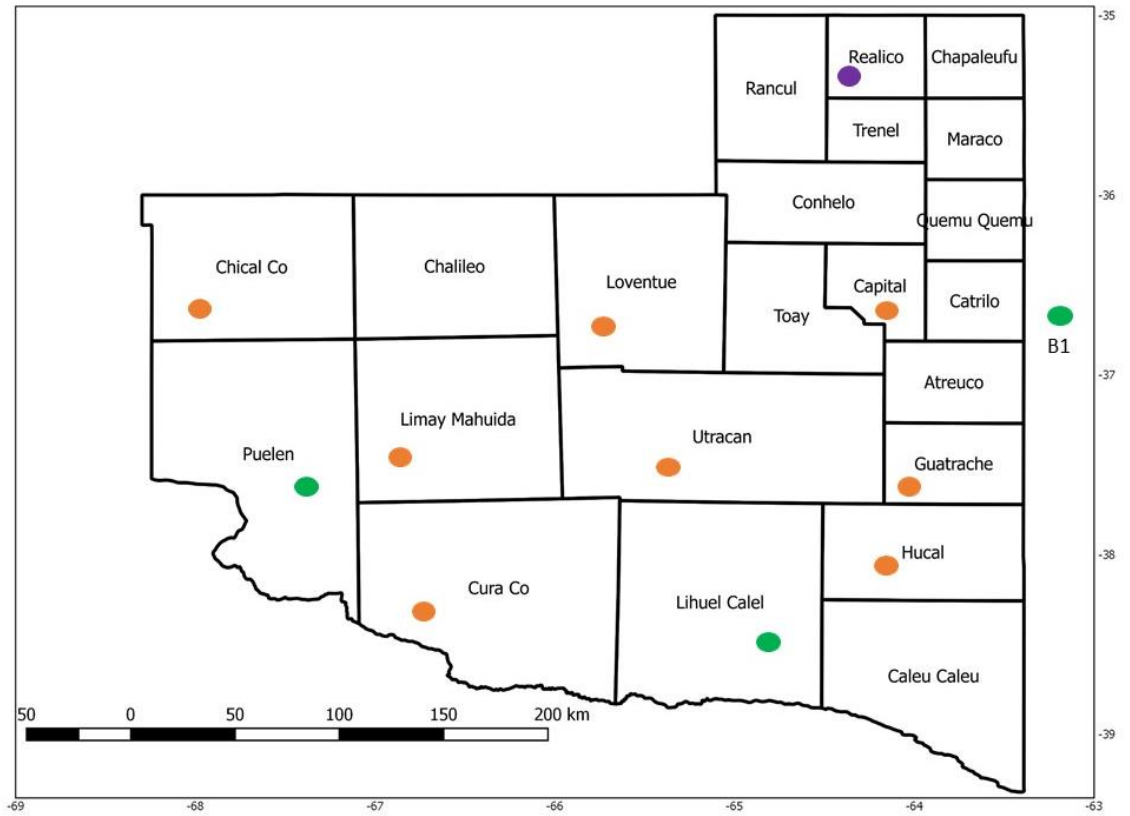 -35
Realico
Chapaleufu
Rancul
Trenel
Maraco
-36
Conhelo
Quemu Quemu
Chical Co
Chalileo
Loventue
Capital
Catrilo
Toay
B1
-37
Atreuco
Limay Mahuida
Utracan
Puelen
Guatrache
-38
Hucal
Cura Co
Lihuel Calel
Caleu Caleu
50 0 50 100 150 200 km
-39
-69 -68 -67 -66 -65 -64 -63